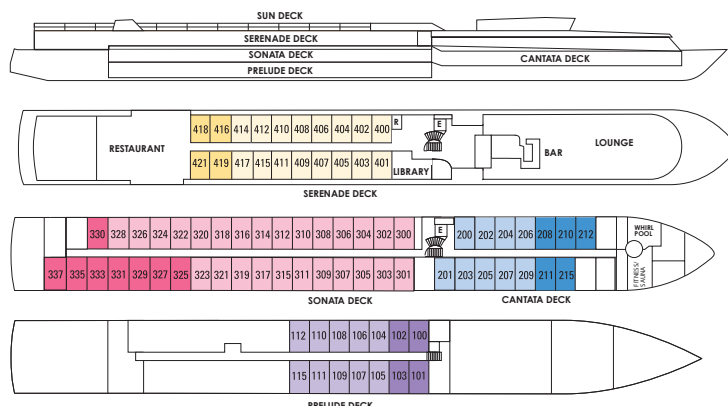 SUN DECK
SERENADE DECK
SONATA DECK
CANTATA DECK
PRELUDE DECK
418 416 414 412 410 408 406 404 402 400 R E
RESTAURANT
BAR
LOUNGE
421 419 417 415 411 409 407 405 403 401 LIBRARY
SERENADE DECK
330 328 326 324 322 320 318 316 314 312 310 308 306 304 302 300 E 200 202 204 206 208 210 212
WHIRL
POOL
337 335 333 331 329 327 325 323 321 319 317 315 311 309 307 305 303 301 201 203 205 207 209 211 215
FITNESS/
SAUNA
SONATA DECK
CANTATA DECK
112 110 108 106 104 102 100
115 111 109 107 105 103 101
PRELUDE DECK